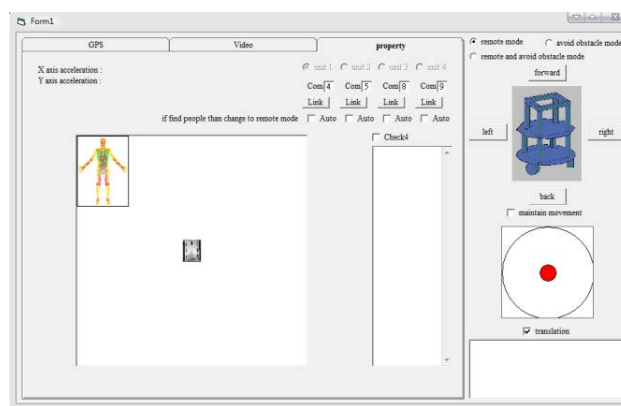 Form1
GPS Video property
X axis acceleration :
Y axis acceleration :
unit 1 unit 2 unit 3 unit 4
Com 4 Com 5 Com 8 Com 9
Link Link Link Link
if find people than change to remote mode Auto Auto Auto Auto
Check4
remote mode avoid obstacle mode
remote and avoid obstacle mode
forward
left right
back
maintain movement
translation